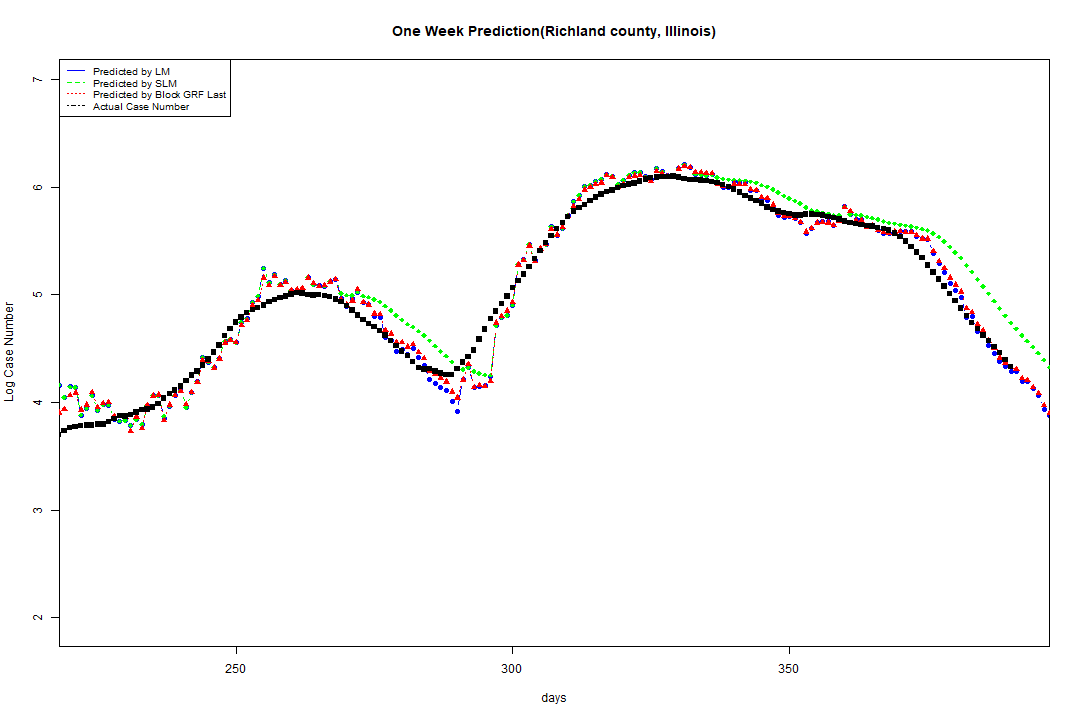 One Week Prediction(Richland county, Illinois)
Predicted by LM
Predicted by SLM
Predicted by Block GRF Last
Actual Case Number
7
6
5
4
3
2
Log Case Number
250
300
350
days